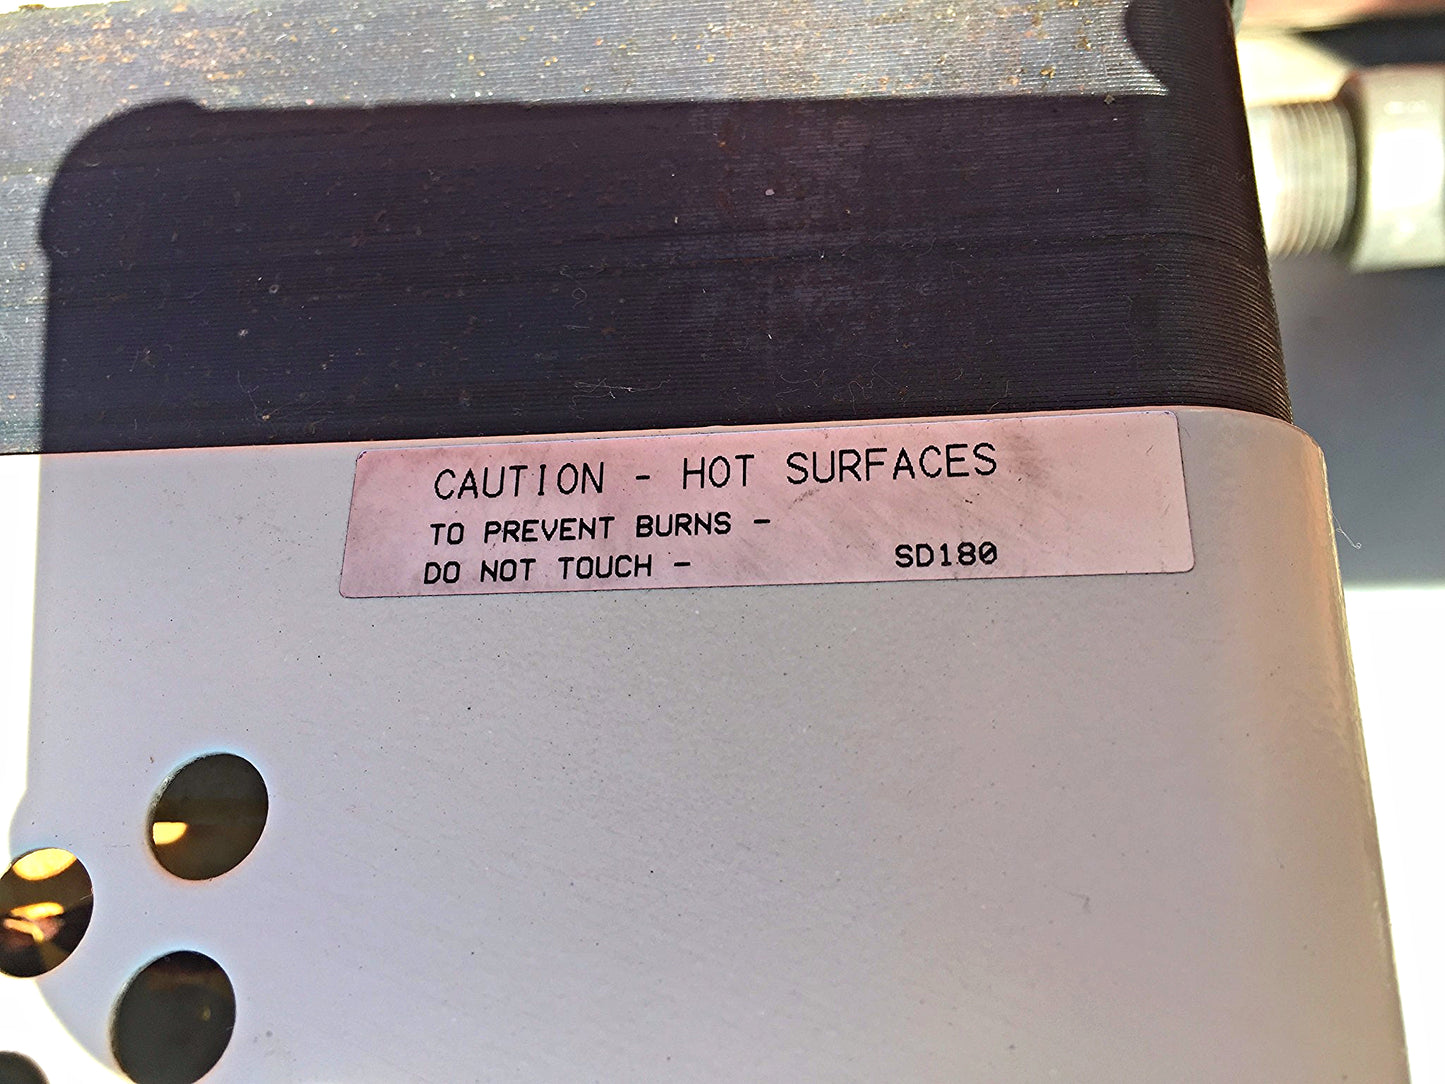 CAUTION - HOT SURFACES
TO PREVENT BURNS -
DO NOT TOUCH - SD180